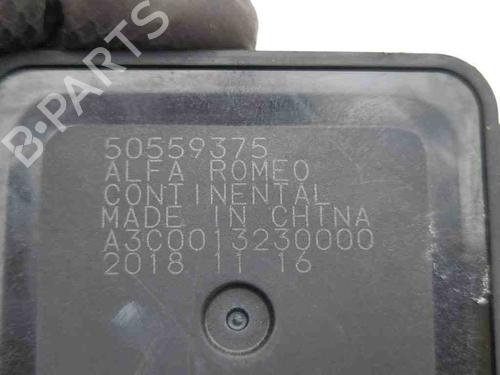 B-PARTS
50559375
ALFA ROMEO
CONTINENTAL
MADE IN CHINA
A3C0013230000
2018 11 16